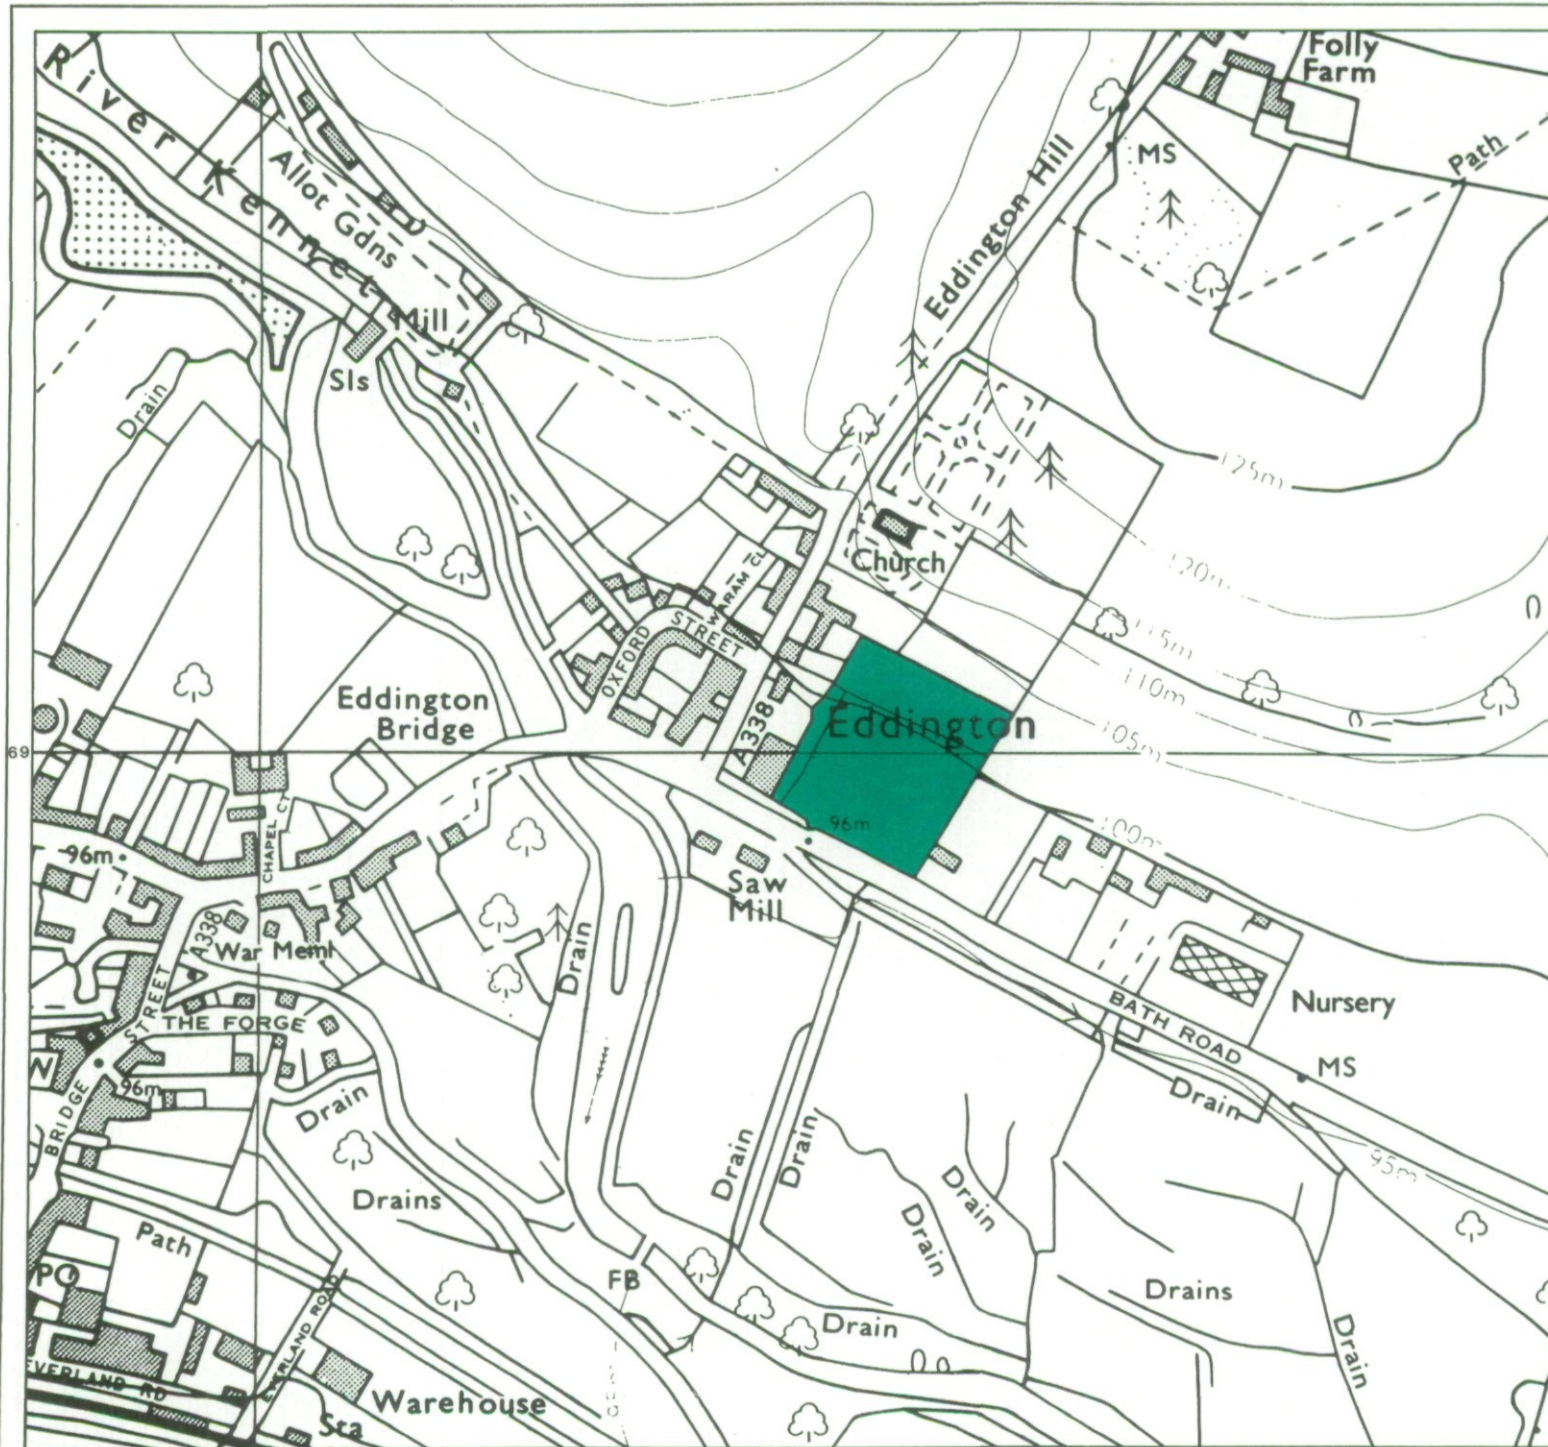 Folly
Farm
River Kennet
MS
Path
Allot Gdns
Eddington Hill
Mill
Sls
Drain
125m
Church
120m
WARAM CL
OXFORD
STREET
115m
110m
Eddington
Bridge
A338
Eddington
105m
69
96m
100m
96m
CHAPEL CT
Saw
Mill
A338
War Meml
Drain
BATH ROAD
Nursery
STREET
THE FORGE
MS
96m
BRIDGE
Drain
Drain
Drain
Drain
95m
Drains
Drain
Drain
Path
PO
FB
Drains
EVERLAND ROAD
Drain
Drain
EVERLAND RD
Warehouse
Sta